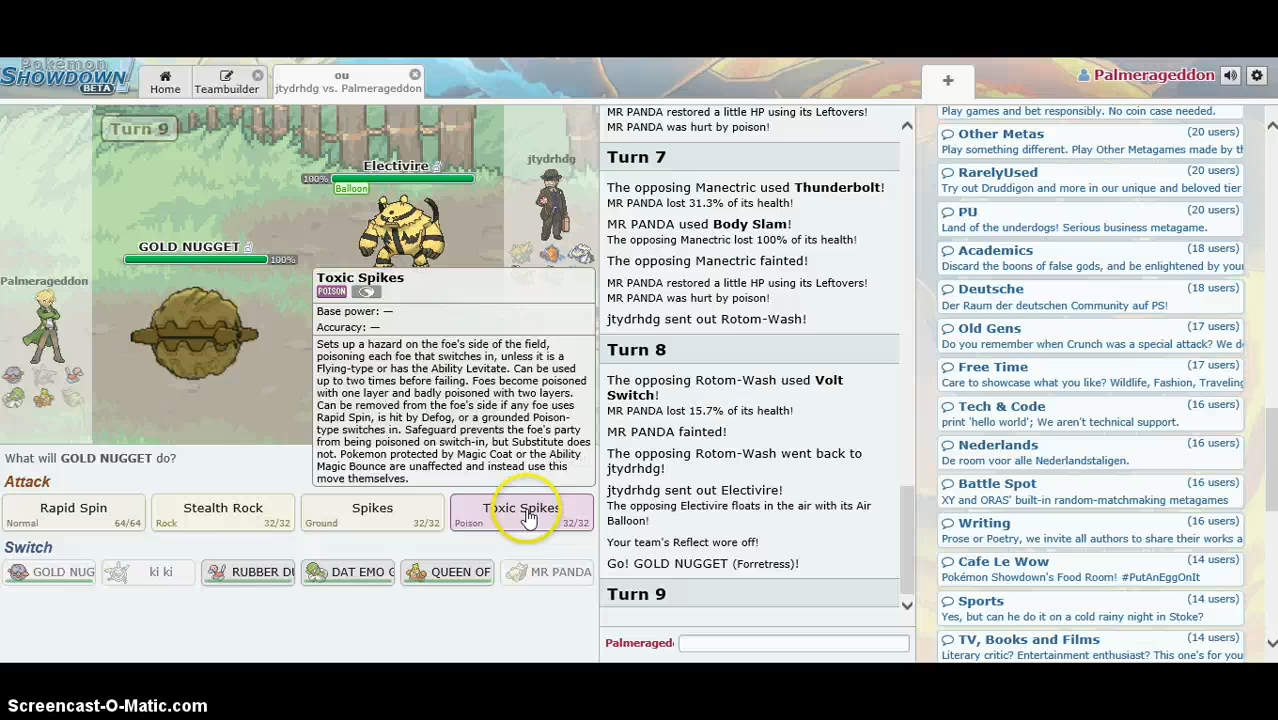 Pokémon
SHOWDOWN
BETA
Home
Teambuilder
ou
jtydrhdg vs. Palmerageddon
+
Palmerageddon
Turn 9
Electivire
100%
Balloon
jtydrhdg
GOLD NUGGET
100%
Palmerageddon
Toxic Spikes
POISON
Base power: —
Accuracy: —
Sets up a hazard on the foe's side of the field,
poisoning each foe that switches in, unless it is a
Flying-type or has the Ability Levitate. Can be used
up to two times before failing. Foes become poisoned
with one layer and badly poisoned with two layers.
Can be removed from the foe's side if any foe uses
Rapid Spin, is hit by Defog, or a grounded Poison-
type switches in. Safeguard prevents the foe's party
from being poisoned on switch-in, but Substitute does
not. Pokemon protected by Magic Coat or the Ability
Magic Bounce are unaffected and instead use this
move themselves.
What will GOLD NUGGET do?
Attack
Rapid Spin
Normal 64/64
Stealth Rock
Rock 32/32
Spikes
Ground 32/32
Toxic Spikes
Poison 32/32
Switch
GOLD NUG
ki ki
RUBBER DU
DAT EMO
QUEEN OF
MR PANDA
MR PANDA restored a little HP using its Leftovers!
MR PANDA was hurt by poison!
Turn 7
The opposing Manectric used Thunderbolt!
MR PANDA lost 31.3% of its health!
MR PANDA used Body Slam!
The opposing Manectric lost 100% of its health!
The opposing Manectric fainted!
MR PANDA restored a little HP using its Leftovers!
MR PANDA was hurt by poison!
jtydrhdg sent out Rotom-Wash!
Turn 8
The opposing Rotom-Wash used Volt
Switch!
MR PANDA lost 15.7% of its health!
MR PANDA fainted!
The opposing Rotom-Wash went back to
jtydrhdg!
jtydrhdg sent out Electivire!
The opposing Electivire floats in the air with its Air
Balloon!
Your team's Reflect wore off!
Go! GOLD NUGGET (Forretress)!
Turn 9
Palmeraged
Play games and bet responsibly. No coin case needed.
Other Metas (20 users)
Play something different. Play Other Metagames made by th
RarelyUsed (20 users)
Try out Druddigon and more in our unique and beloved tier
PU (20 users)
Land of the underdogs! Serious business metagame.
Academics (18 users)
Discard the boons of false gods, and be enlightened by your
Deutsche (18 users)
Der Raum der deutschen Community auf PS!
Old Gens (17 users)
Do you remember when Crunch was a special attack? We d
Free Time (17 users)
Care to showcase what you like? Wildlife, Fashion, Traveling
Tech & Code (16 users)
print 'hello world'; We aren't technical support.
Nederlands (16 users)
De room voor alle Nederlandstaligen.
Battle Spot (16 users)
XY and ORAS' built-in random-matchmaking metagames
Writing (16 users)
Prose or Poetry, we invite all authors to share their works a
Cafe Le Wow (14 users)
Pokémon Showdown's Food Room! #PutAnEggOnIt
Sports (14 users)
Yes, but can he do it on a cold rainy night in Stoke?
TV, Books and Films (14 users)
Literary critic? Entertainment enthusiast? This one's for you
Screencast-O-Matic.com